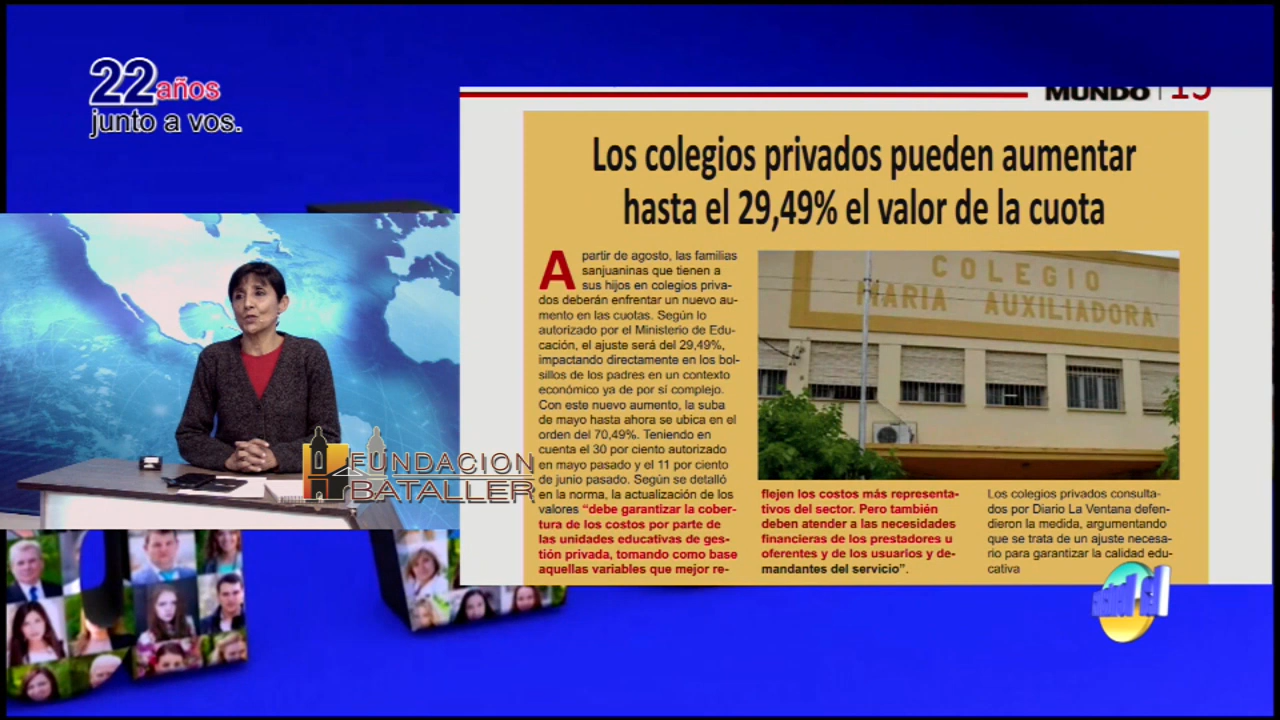 22 años
junto a vos.
MUNDO | 15
Los colegios privados pueden aumentar
hasta el 29,49% el valor de la cuota
A partir de agosto, las familias
sanjuaninas que tienen a
sus hijos en colegios priva-
dos deberán enfrentar un nuevo au-
mento en las cuotas. Según lo
autorizado por el Ministerio de Edu-
cación, el ajuste será del 29,49%,
impactando directamente en los bol-
sillos de los padres en un contexto
económico ya de por sí complejo.
Con este nuevo aumento, la suba
de mayo hasta ahora se ubica en el
orden del 70,49%. Teniendo en
cuenta el 30 por ciento autorizado
en mayo pasado y el 11 por ciento
de junio pasado. Según se detalló
en la norma, la actualización de los
valores “debe garantizar la cober-
tura de los costos por parte de
las unidades educativas de ges-
tión privada, tomando como base
aquellas variables que mejor re-
COLEGIO
MARIA AUXILIADORA
flejen los costos más representa-
tivos del sector. Pero también
deben atender a las necesidades
financieras de los prestadores u
oferentes y de los usuarios y de-
mandantes del servicio”.
Los colegios privados consulta-
dos por Diario La Ventana defen-
dieron la medida, argumentando
que se trata de un ajuste necesa-
rio para garantizar la calidad edu-
cativa
FUNDACION
BATALLER